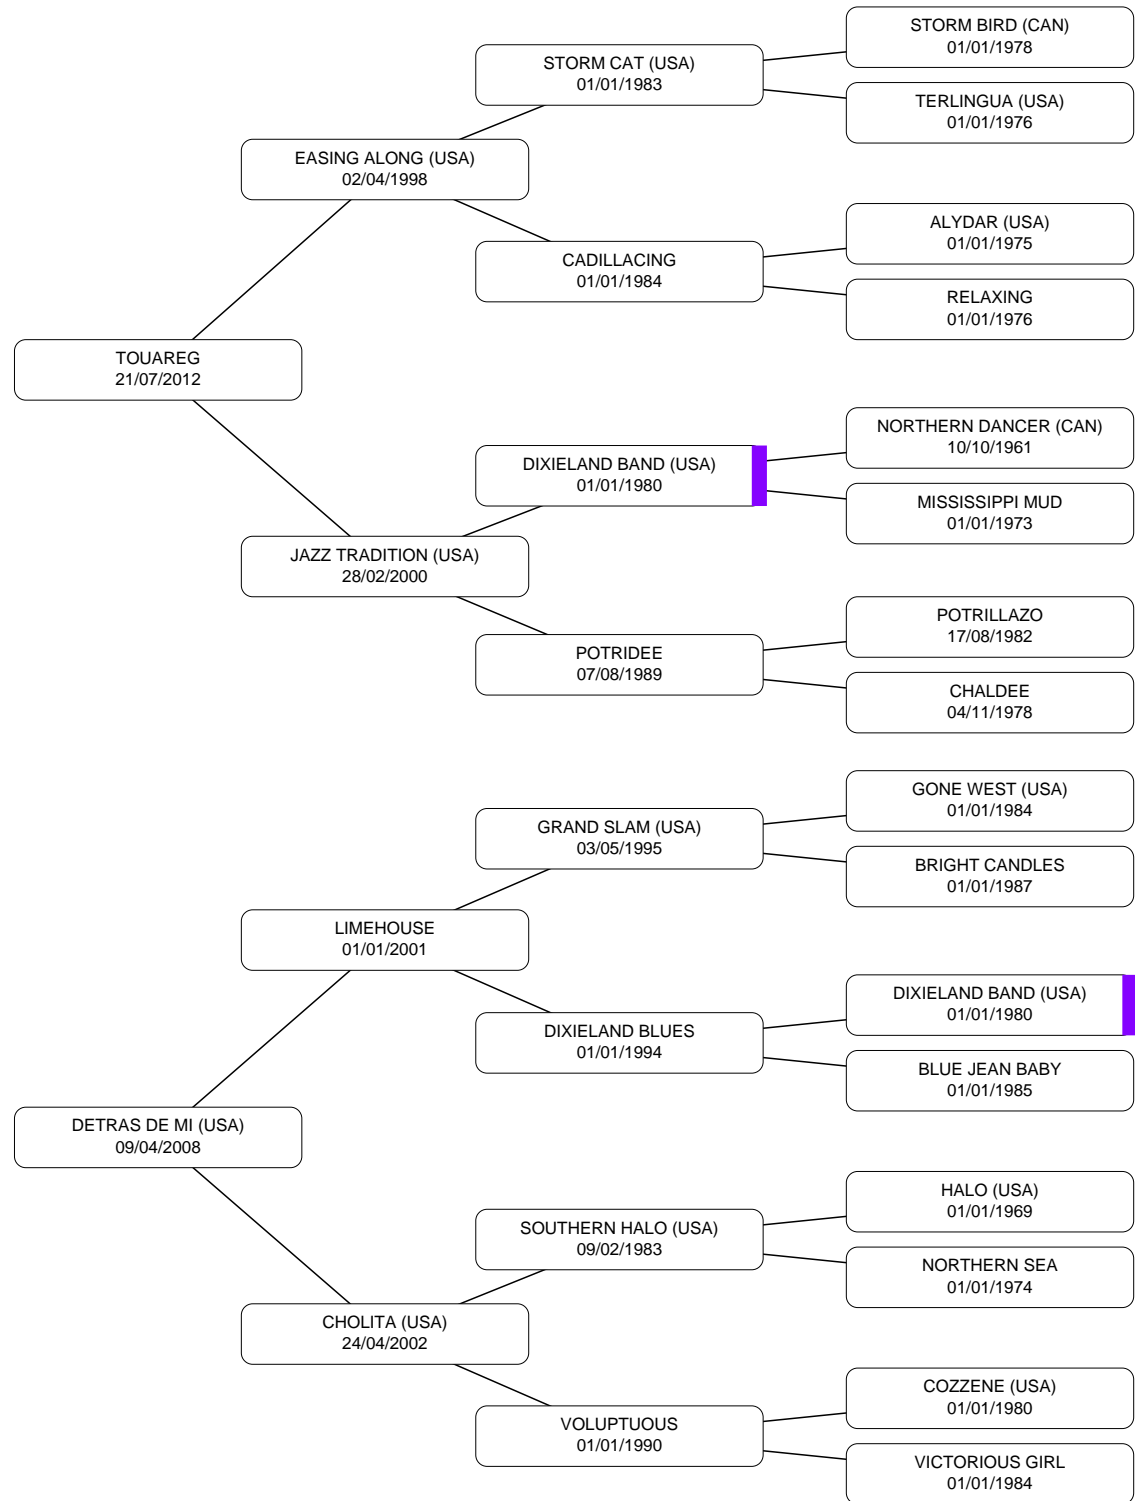 STORM BIRD (CAN)
01/01/1978
STORM CAT (USA)
01/01/1983
TERLINGUA (USA)
01/01/1976
EASING ALONG (USA)
02/04/1998
ALYDAR (USA)
01/01/1975
CADILLACING
01/01/1984
RELAXING
01/01/1976
TOUAREG
21/07/2012
NORTHERN DANCER (CAN)
10/10/1961
DIXIELAND BAND (USA)
01/01/1980
MISSISSIPPI MUD
01/01/1973
JAZZ TRADITION (USA)
28/02/2000
POTRILLAZO
17/08/1982
POTRIDEE
07/08/1989
CHALDEE
04/11/1978
GONE WEST (USA)
01/01/1984
GRAND SLAM (USA)
03/05/1995
BRIGHT CANDLES
01/01/1987
LIMEHOUSE
01/01/2001
DIXIELAND BAND (USA)
01/01/1980
DIXIELAND BLUES
01/01/1994
BLUE JEAN BABY
01/01/1985
DETRAS DE MI (USA)
09/04/2008
HALO (USA)
01/01/1969
SOUTHERN HALO (USA)
09/02/1983
NORTHERN SEA
01/01/1974
CHOLITA (USA)
24/04/2002
COZZENE (USA)
01/01/1980
VOLUPTUOUS
01/01/1990
VICTORIOUS GIRL
01/01/1984